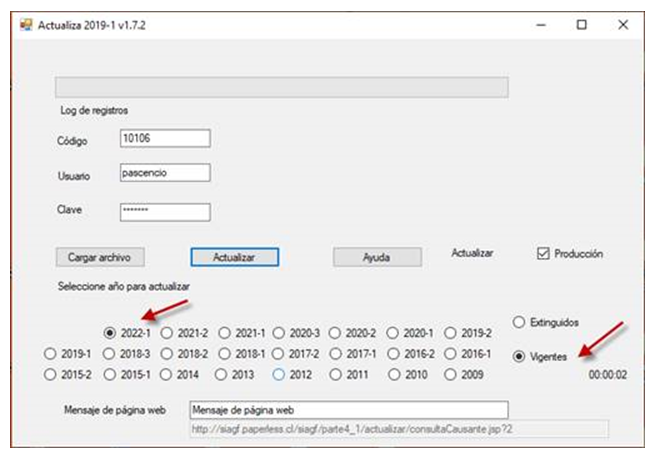 Actualiza 2019-1 v1.7.2
Log de registros
Código 10106
Usuario pascencio
Clave -------
Cargar archivo Actualizar Ayuda Actualizar Producción
Seleccione año para actualizar
2022-1 2021-2 2021-1 2020-3 2020-2 2020-1 2019-2 Extinguidos
2019-1 2018-3 2018-2 2018-1 2017-2 2017-1 2016-2 2016-1 Vigentes
2015-2 2015-1 2014 2013 2012 2011 2010 2009 00:00:02
Mensaje de página web Mensaje de página web
http://siagf.paperless.cl/siagf/parte4_1/actualizar/consultaCausante.jsp?2